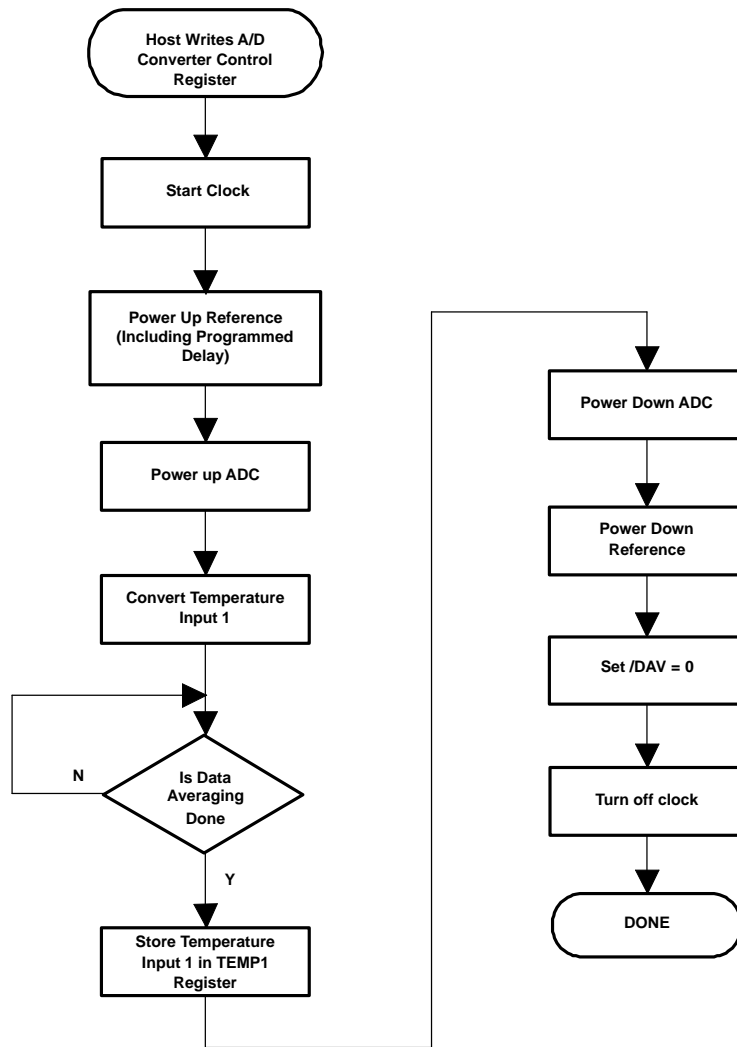 Host Writes A/D
Converter Control
Register
Start Clock
Power Up Reference
(Including Programmed
Delay)
Power up ADC
Convert Temperature
Input 1
N
Is Data
Averaging
Done
Y
Store Temperature
Input 1 in TEMP1
Register
Power Down ADC
Power Down
Reference
Set /DAV = 0
Turn off clock
DONE